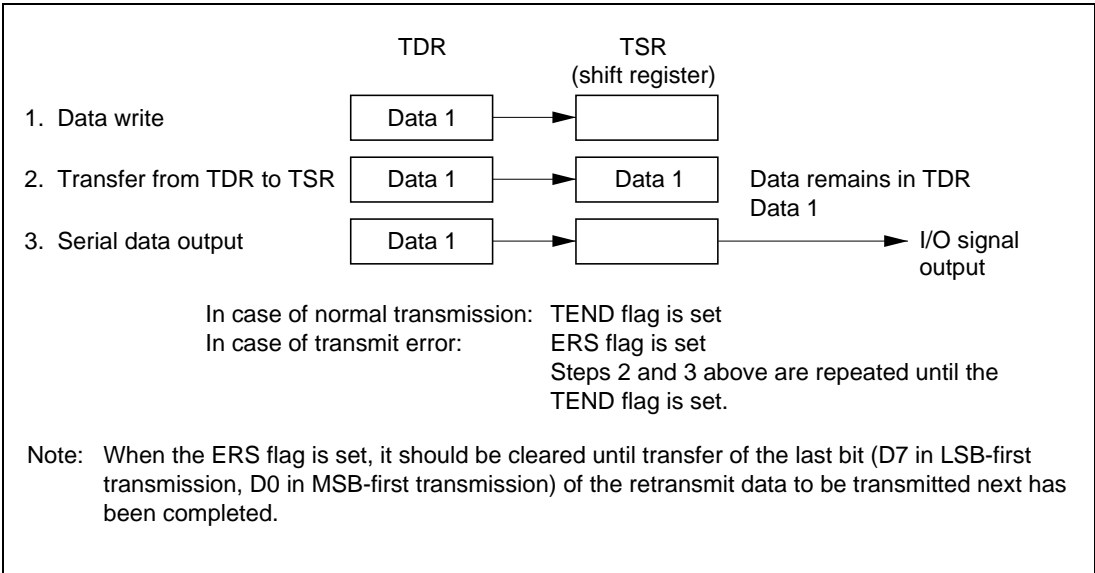 TDR
TSR
(shift register)
1. Data write
Data 1
2. Transfer from TDR to TSR
Data 1
Data 1
Data remains in TDR
Data 1
3. Serial data output
Data 1
I/O signal
output
In case of normal transmission: TEND flag is set
In case of transmit error: ERS flag is set
Steps 2 and 3 above are repeated until the
TEND flag is set.
Note: When the ERS flag is set, it should be cleared until transfer of the last bit (D7 in LSB-first
transmission, D0 in MSB-first transmission) of the retransmit data to be transmitted next has
been completed.